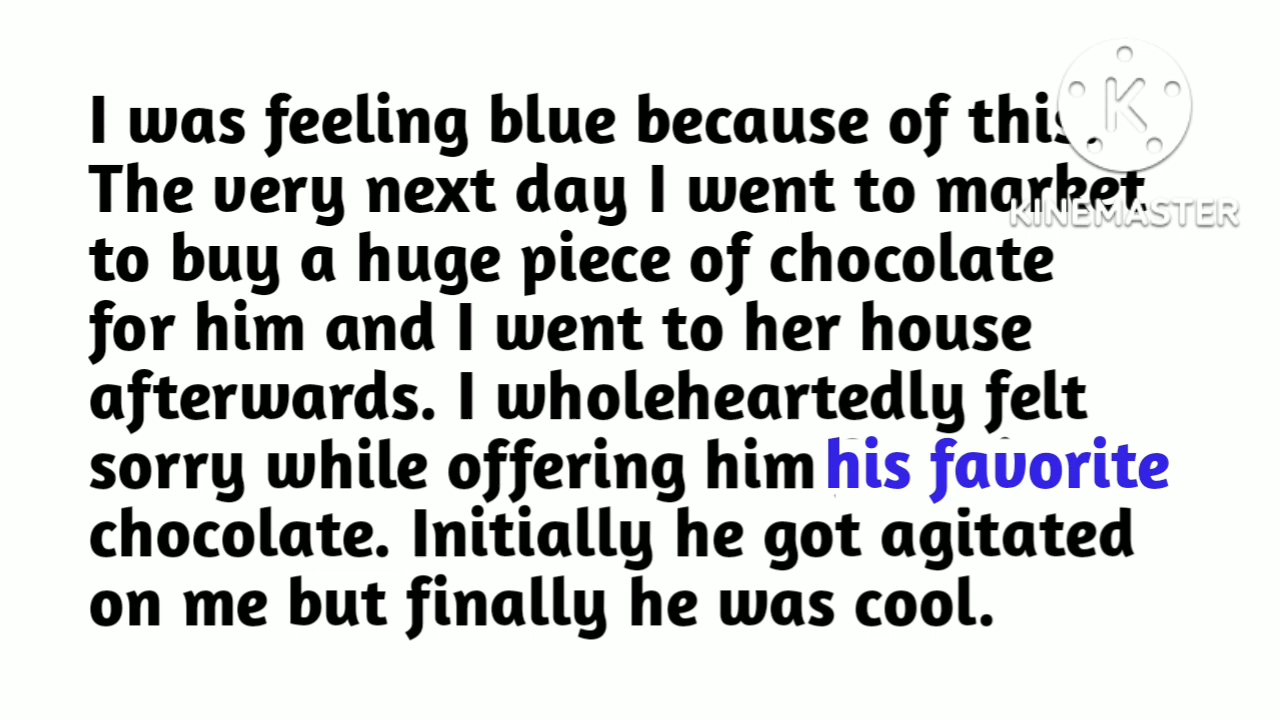 I was feeling blue because of this.
The very next day I went to market
to buy a huge piece of chocolate
for him and I went to her house
afterwards. I wholeheartedly felt
sorry while offering him his favorite
chocolate. Initially he got agitated
on me but finally he was cool.
K
KINEMASTER